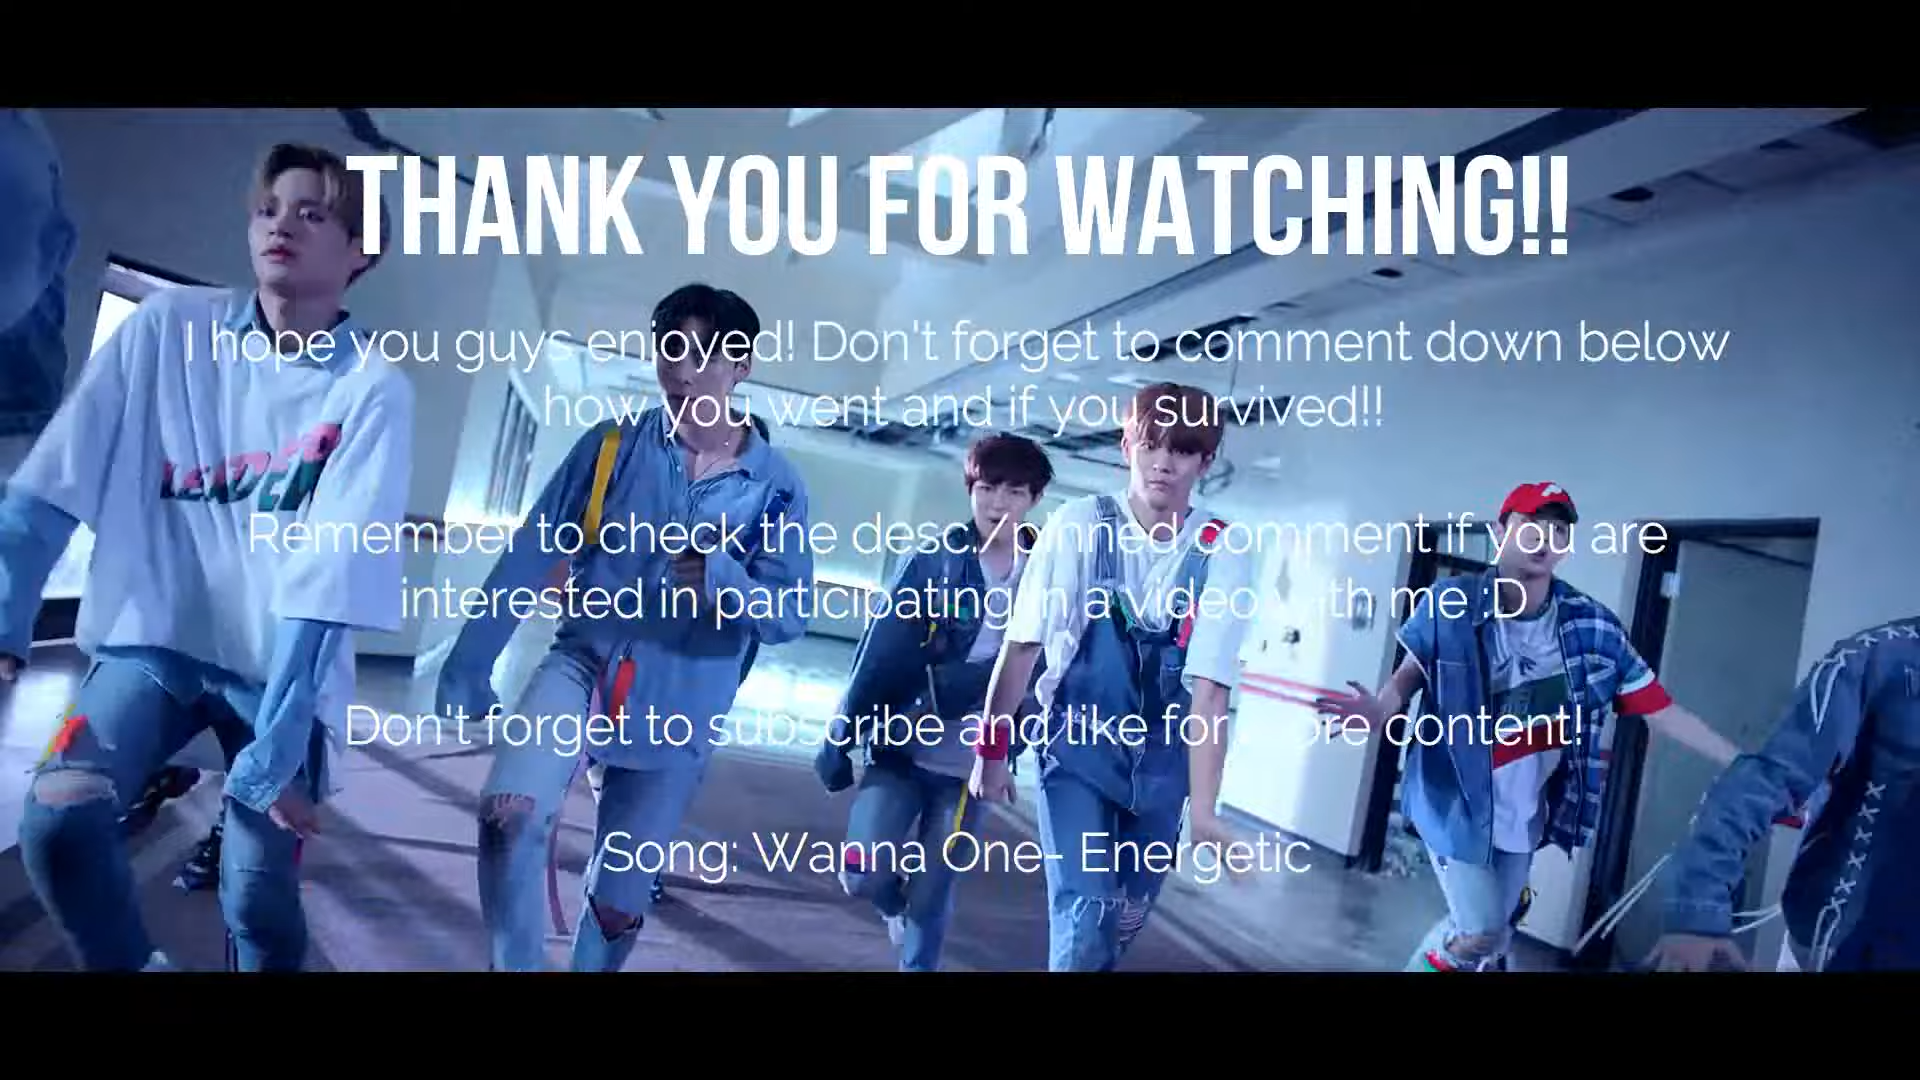 THANK YOU FOR WATCHING!!
I hope you guys enjoyed! Don't forget to comment down below
how you went and if you survived!!
Remember to check the desc./pinned comment if you are
interested in participating in a video with me :D
Don't forget to subscribe and like for more content!
Song: Wanna One- Energetic
LEADER